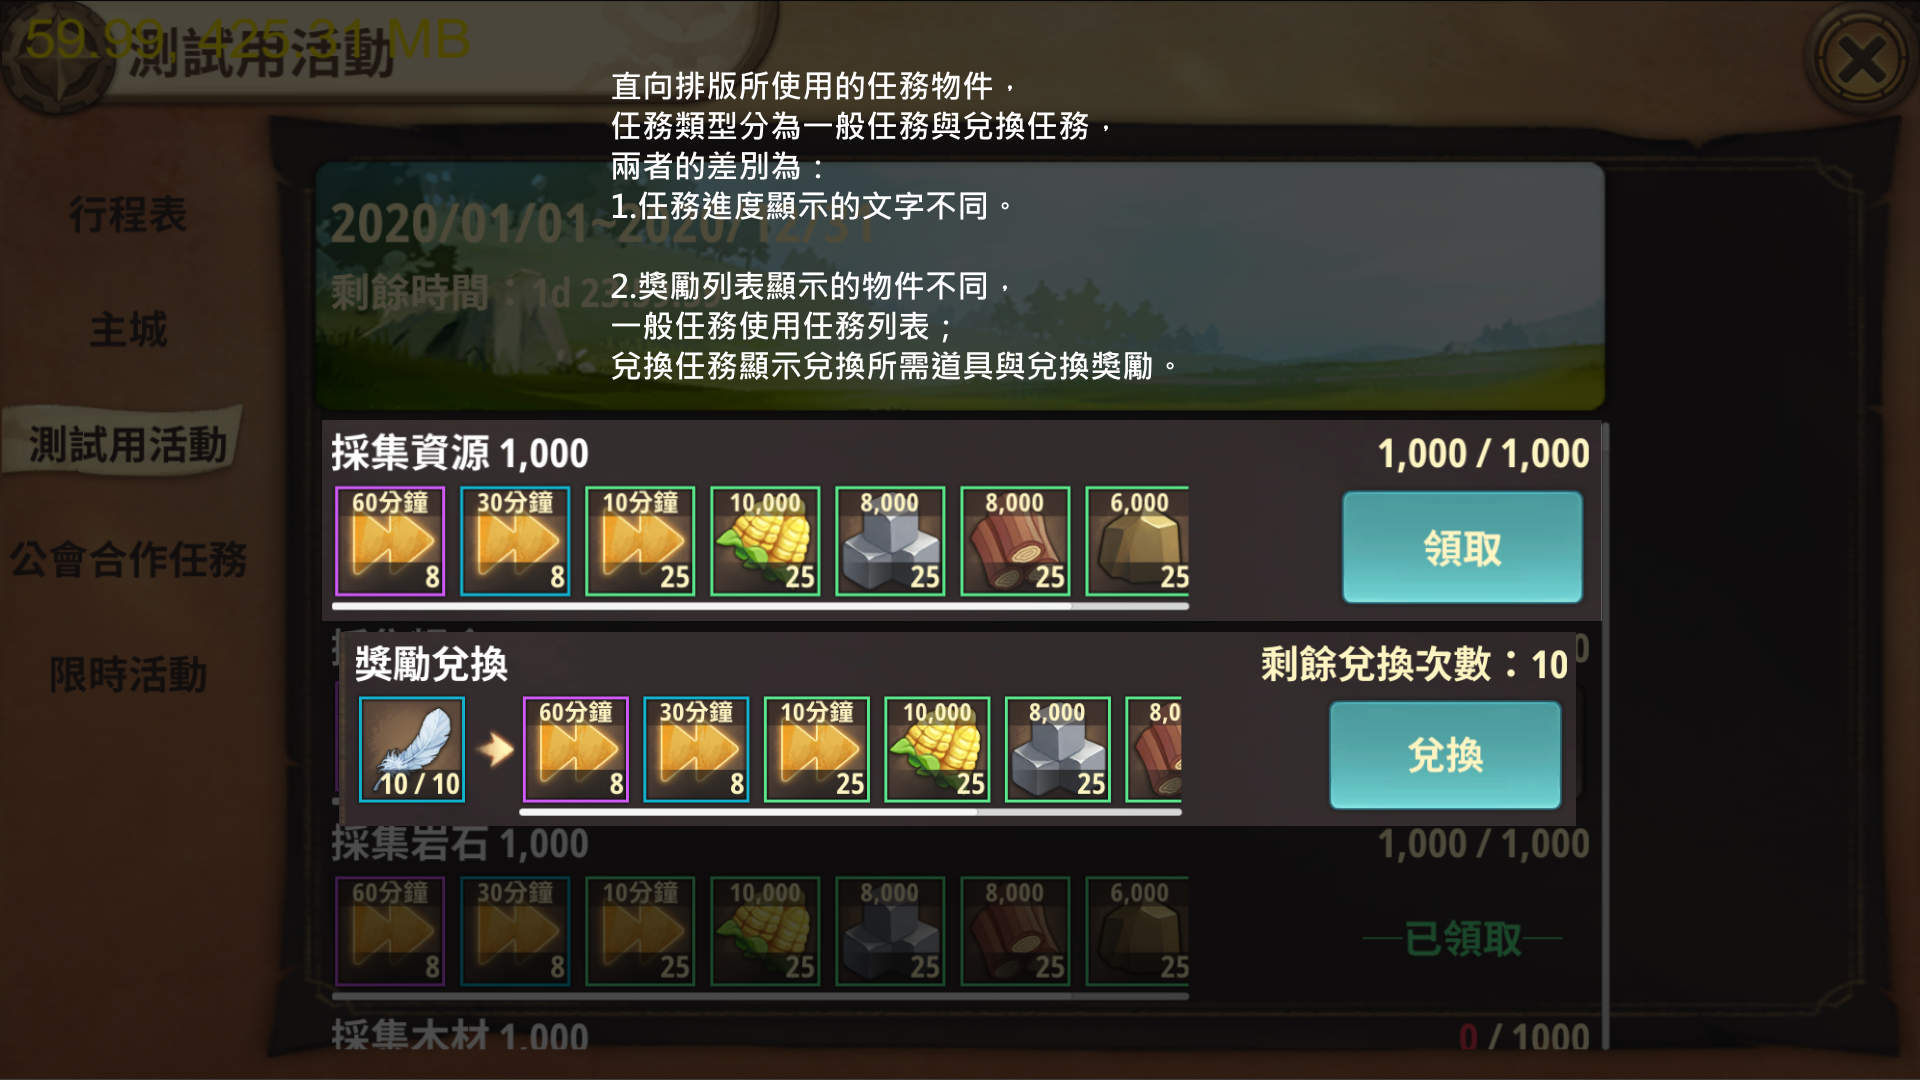 59.99, 425.31 MB
測試用活動
直向排版所使用的任務物件，
任務類型分為一般任務與兌換任務，
兩者的差別為：
1.任務進度顯示的文字不同。
2.獎勵列表顯示的物件不同，
一般任務使用任務列表；
兌換任務顯示兌換所需道具與兌換獎勵。
2020/01/01~2020/12/31
剩餘時間：1d 23:
行程表
主城
測試用活動
公會合作任務
限時活動
採集資源 1,000
1,000 / 1,000
60分鐘 30分鐘 10分鐘 10,000 8,000 8,000 6,000
8 8 25 25 25 25 25
領取
獎勵兌換
剩餘兌換次數：10
60分鐘 30分鐘 10分鐘 10,000 8,000 8,0
10 / 10 8 8 25 25 25
兌換
採集岩石 1,000
1,000 / 1,000
60分鐘 30分鐘 10分鐘 10,000 8,000 8,000 6,000
8 8 25 25 25 25 25
已領取
採集木材 1,000
0 / 1000